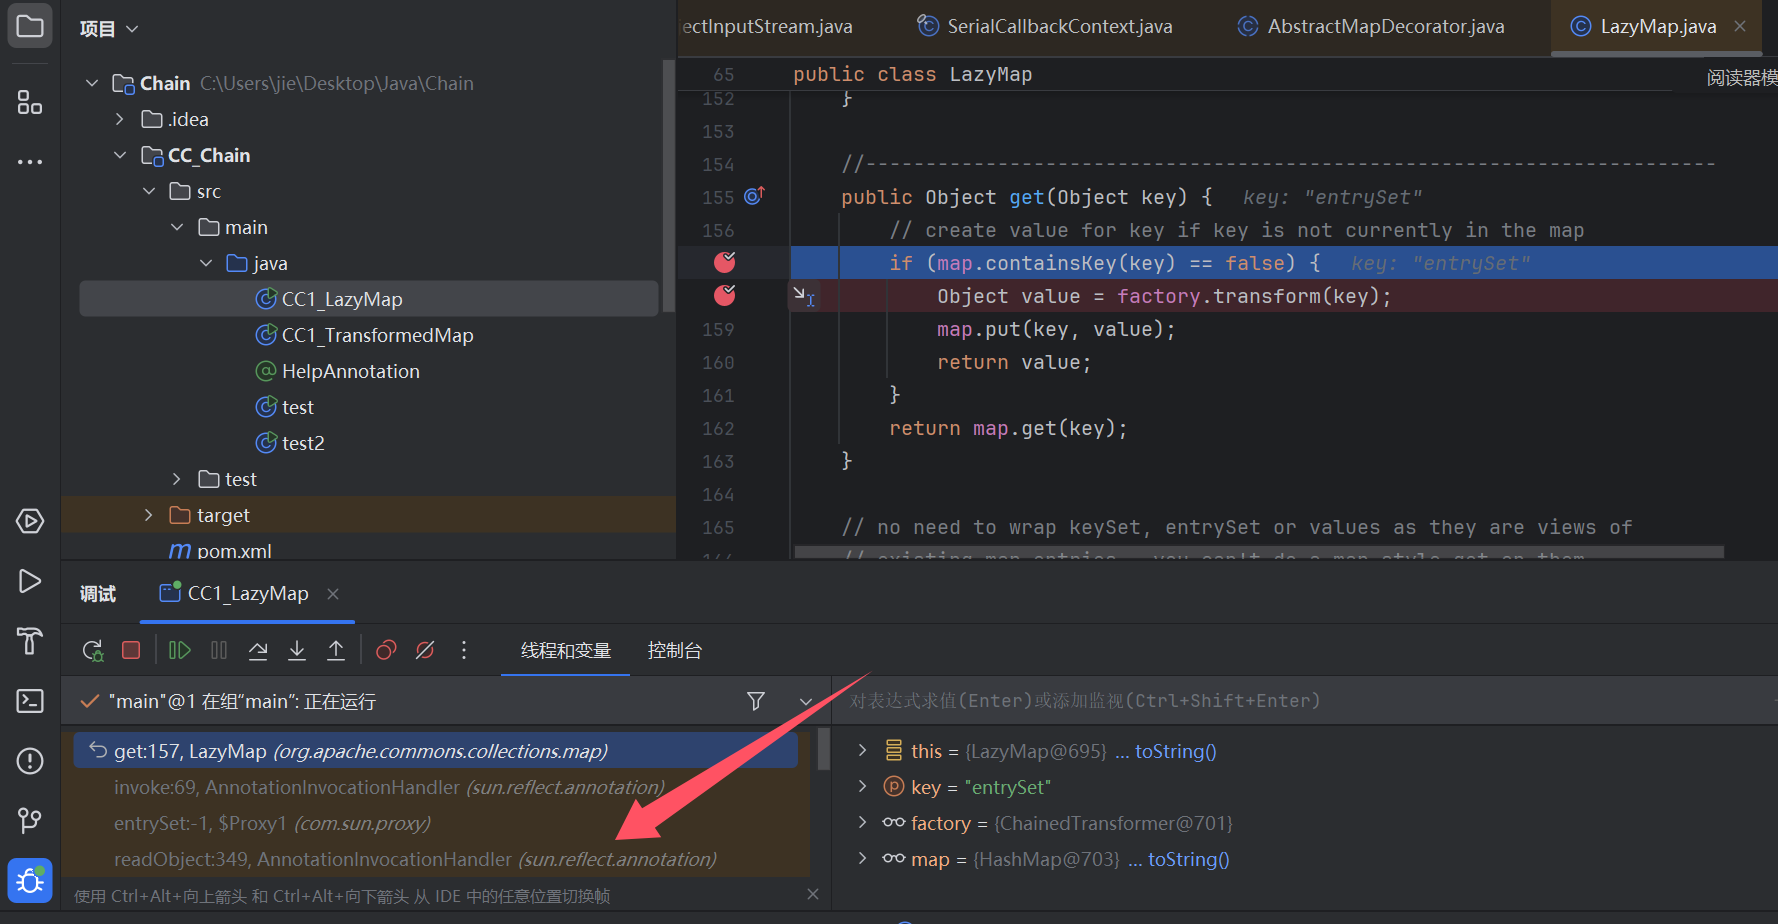 项目
Chain C:\Users\jie\Desktop\Java\Chain
.idea
CC_Chain
src
main
java
CC1_LazyMap
CC1_TransformedMap
HelpAnnotation
test
test2
test
target
pom.xml
ectInputStream.java SerialCallbackContext.java AbstractMapDecorator.java LazyMap.java
65 public class LazyMap
阅读器模
152 }
153
154 //-----------------------------------------------------------------------
155 public Object get(Object key) { key: "entrySet"
156 // create value for key if key is not currently in the map
if (map.containsKey(key) == false) { key: "entrySet"
Object value = factory.transform(key);
159 map.put(key, value);
160 return value;
161 }
162 return map.get(key);
163 }
164
165 // no need to wrap keySet, entrySet or values as they are views of
调试 CC1_LazyMap
线程和变量 控制台
"main"@1 在组“main”: 正在运行
对表达式求值(Enter)或添加监视(Ctrl+Shift+Enter)
get:157, LazyMap (org.apache.commons.collections.map)
invoke:69, AnnotationInvocationHandler (sun.reflect.annotation)
entrySet:-1, $Proxy1 (com.sun.proxy)
readObject:349, AnnotationInvocationHandler (sun.reflect.annotation)
使用 Ctrl+Alt+向上箭头 和 Ctrl+Alt+向下箭头 从 IDE 中的任意位置切换帧
this = {LazyMap@695} ... toString()
key = "entrySet"
factory = {ChainedTransformer@701}
map = {HashMap@703} ... toString()